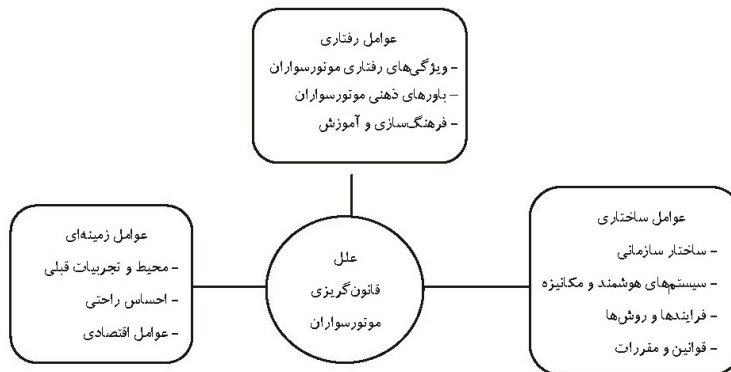 عوامل رفتاری
- ویژگی‌های رفتاری موتورسواران
- باورهای ذهنی موتورسواران
- فرهنگ‌سازی و آموزش
عوامل ساختاری
- ساختار سازمانی
- سیستم‌های هوشمند و مکانیزه
- فرایندها و روش‌ها
- قوانین و مقررات
علل
قانون‌گریزی
موتورسواران
عوامل زمینه‌ای
- محیط و تجربیات قبلی
- احساس راحتی
- عوامل اقتصادی